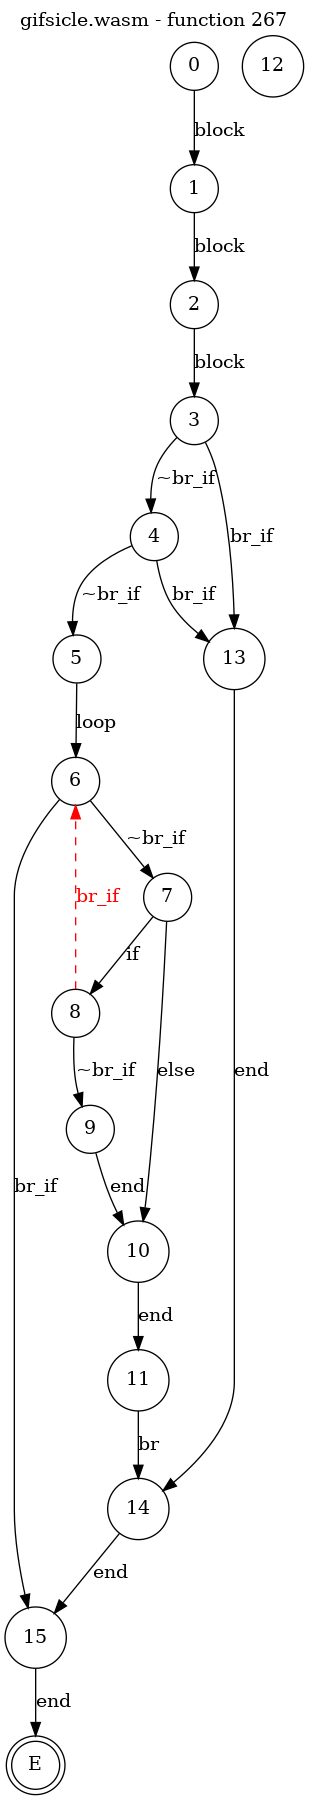 gifsicle.wasm - function 267
0
12
block
1
block
2
block
3
~br_if
br_if
4
~br_if
br_if
5
13
loop
6
~br_if
br_if
7
if
8
~br_if
else
end
9
br_if
end
10
end
11
br
14
end
15
end
E